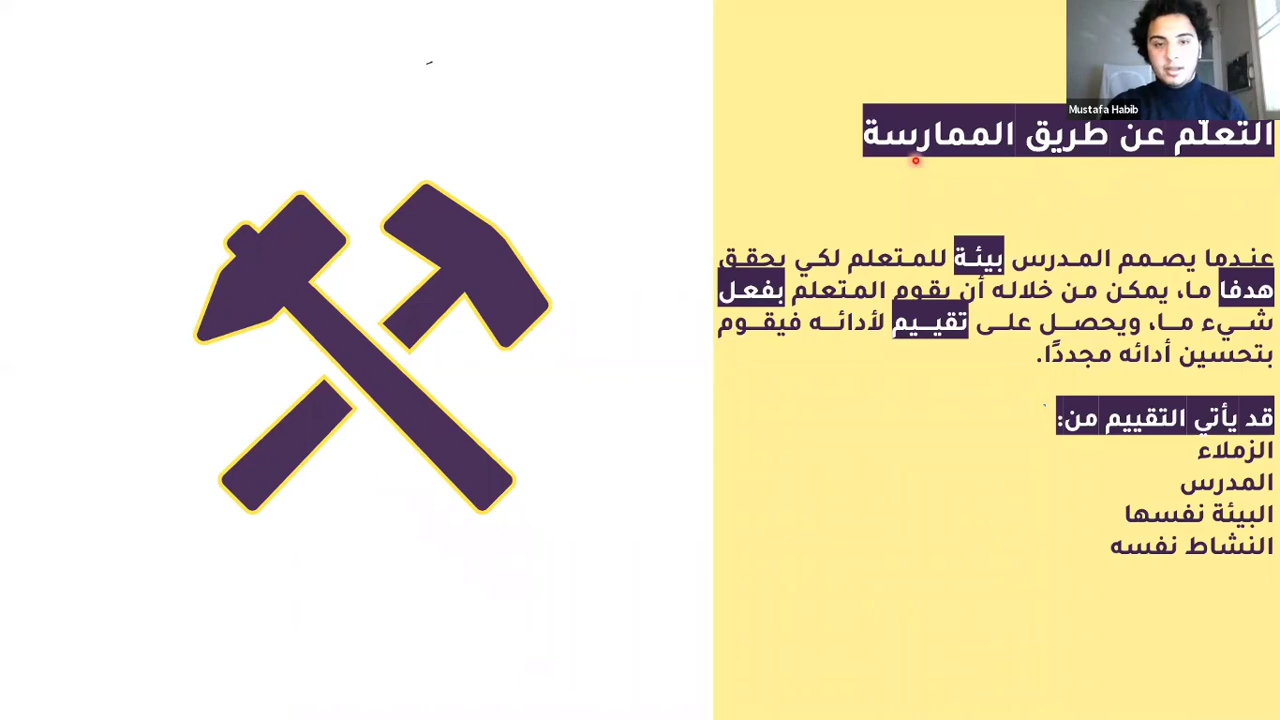 Mustafa Habib
التعلّم عن طريق الممارسة
عندما يصمم المدرس بيئة للمتعلم لكي يحقق
هدفا ما، يمكن من خلاله أن يقوم المتعلم بفعل
شيء ما، ويحصل على تقييم لأدائه فيقوم
بتحسين أدائه مجددًا.
قد يأتي التقييم من:
الزملاء
المدرس
البيئة نفسها
النشاط نفسه